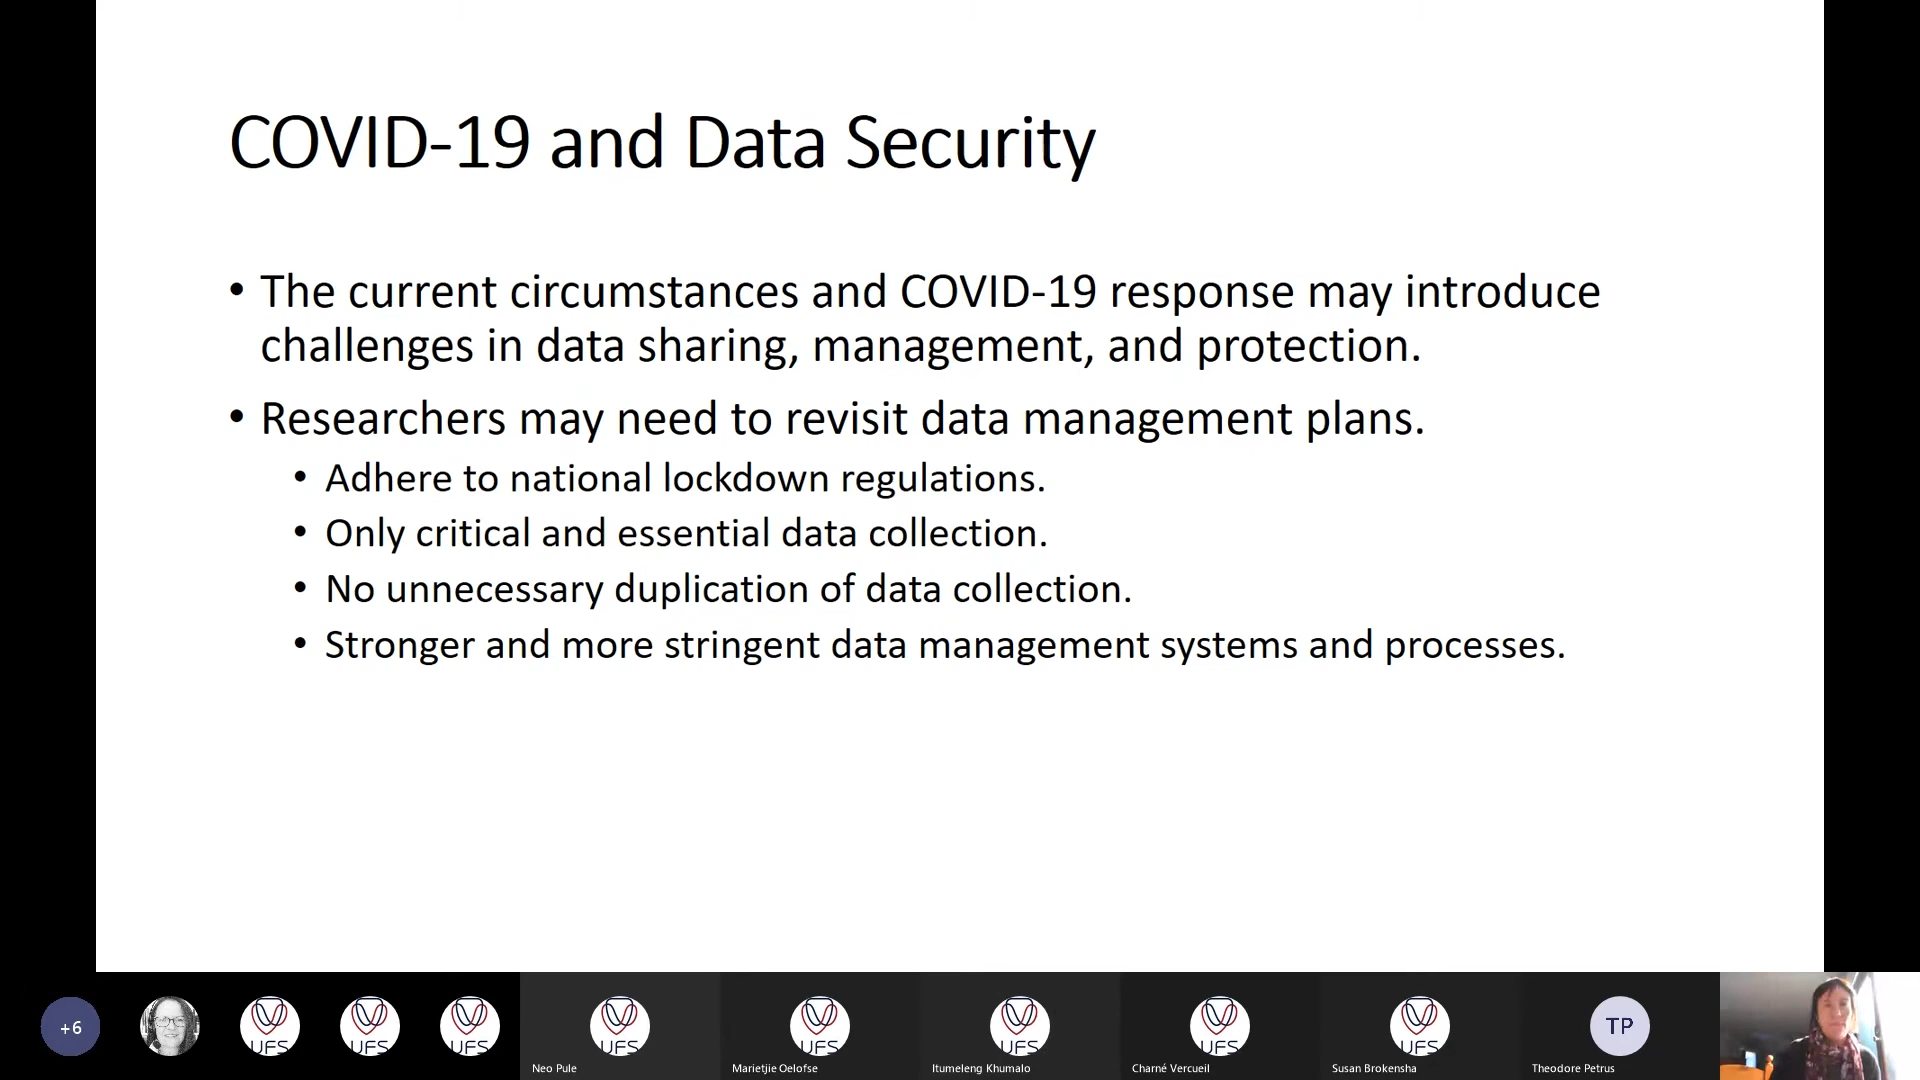 COVID-19 and Data Security
• The current circumstances and COVID-19 response may introduce
challenges in data sharing, management, and protection.
• Researchers may need to revisit data management plans.
• Adhere to national lockdown regulations.
• Only critical and essential data collection.
• No unnecessary duplication of data collection.
• Stronger and more stringent data management systems and processes.
+6
UFS
UFS
UFS
UFS
UFS
UFS
UFS
UFS
TP
Neo Pule
Marietjie Oelofse
Itumeleng Khumalo
Charné Vercueil
Susan Brokensha
Theodore Petrus